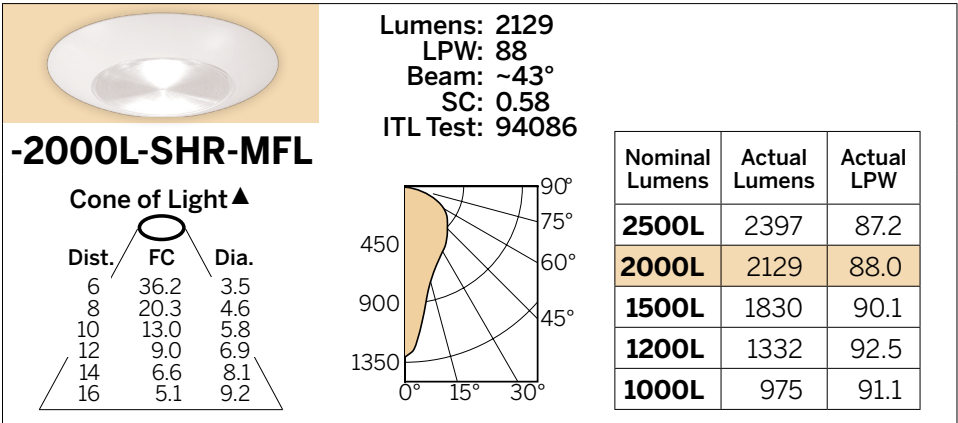 Lumens: 2129
LPW: 88
Beam: ~43°
SC: 0.58
ITL Test: 94086
-2000L-SHR-MFL
Cone of Light▲
Dist. FC Dia.
6 36.2 3.5
8 20.3 4.6
10 13.0 5.8
12 9.0 6.9
14 6.6 8.1
16 5.1 9.2
90°
75°
60°
45°
450
900
1350
0° 15° 30°
Nominal Lumens Actual Lumens Actual LPW
2500L 2397 87.2
2000L 2129 88.0
1500L 1830 90.1
1200L 1332 92.5
1000L 975 91.1